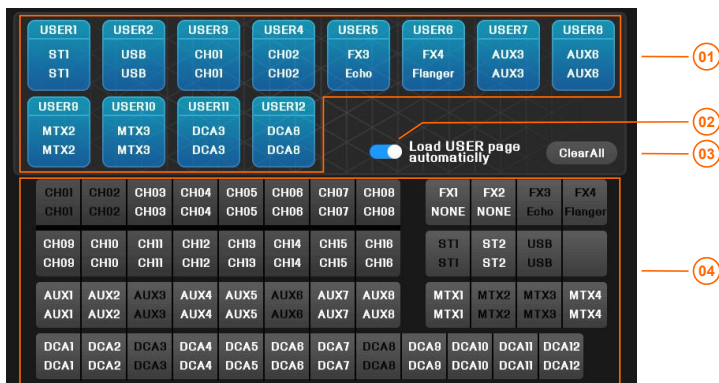 USER1 USER2 USER3 USER4 USER5 USER6 USER7 USER8
ST1 USB CH01 CH02 FX3 FX4 AUX3 AUX6
ST1 USB CH01 CH02 Echo Flanger AUX3 AUX6
01
USER9 USER10 USER11 USER12
MTX2 MTX3 DCA3 DCA8
MTX2 MTX3 DCA3 DCA8
02
Load USER page
automaticlly
ClearAll
03
CH01 CH02 CH03 CH04 CH05 CH06 CH07 CH08 FX1 FX2 FX3 FX4
CH01 CH02 CH03 CH04 CH05 CH06 CH07 CH08 NONE NONE Echo Flanger
CH09 CH10 CH11 CH12 CH13 CH14 CH15 CH16 ST1 ST2 USB
CH09 CH10 CH11 CH12 CH13 CH14 CH15 CH16 ST1 ST2 USB
04
AUX1 AUX2 AUX3 AUX4 AUX5 AUX6 AUX7 AUX8 MTX1 MTX2 MTX3 MTX4
AUX1 AUX2 AUX3 AUX4 AUX5 AUX6 AUX7 AUX8 MTX1 MTX2 MTX3 MTX4
DCA1 DCA2 DCA3 DCA4 DCA5 DCA6 DCA7 DCA8 DCA9 DCA10 DCA11 DCA12
DCA1 DCA2 DCA3 DCA4 DCA5 DCA6 DCA7 DCA8 DCA9 DCA10 DCA11 DCA12